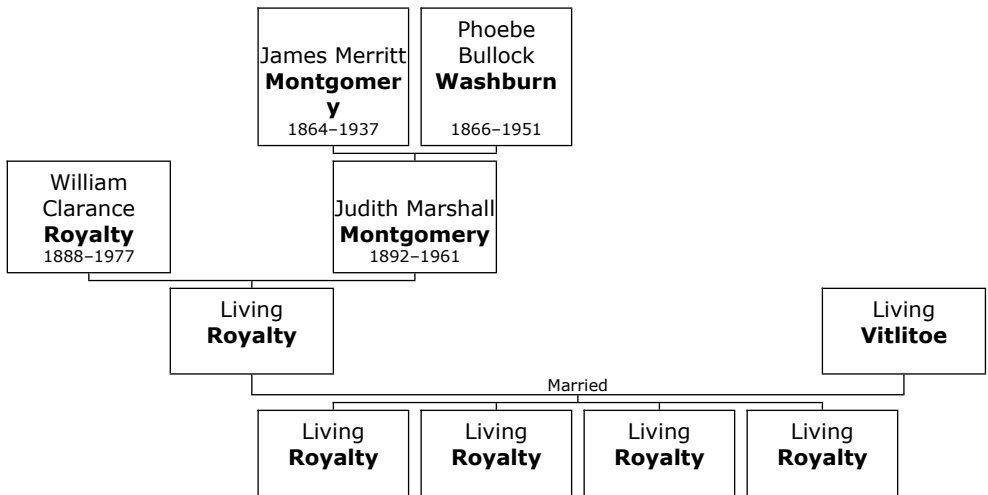 James Merritt
Montgomer
y
1864–1937
Phoebe
Bullock
Washburn
1866–1951
William
Clarance
Royalty
1888–1977
Judith Marshall
Montgomery
1892–1961
Living
Royalty
Living
Vitlitoe
Married
Living
Royalty
Living
Royalty
Living
Royalty
Living
Royalty